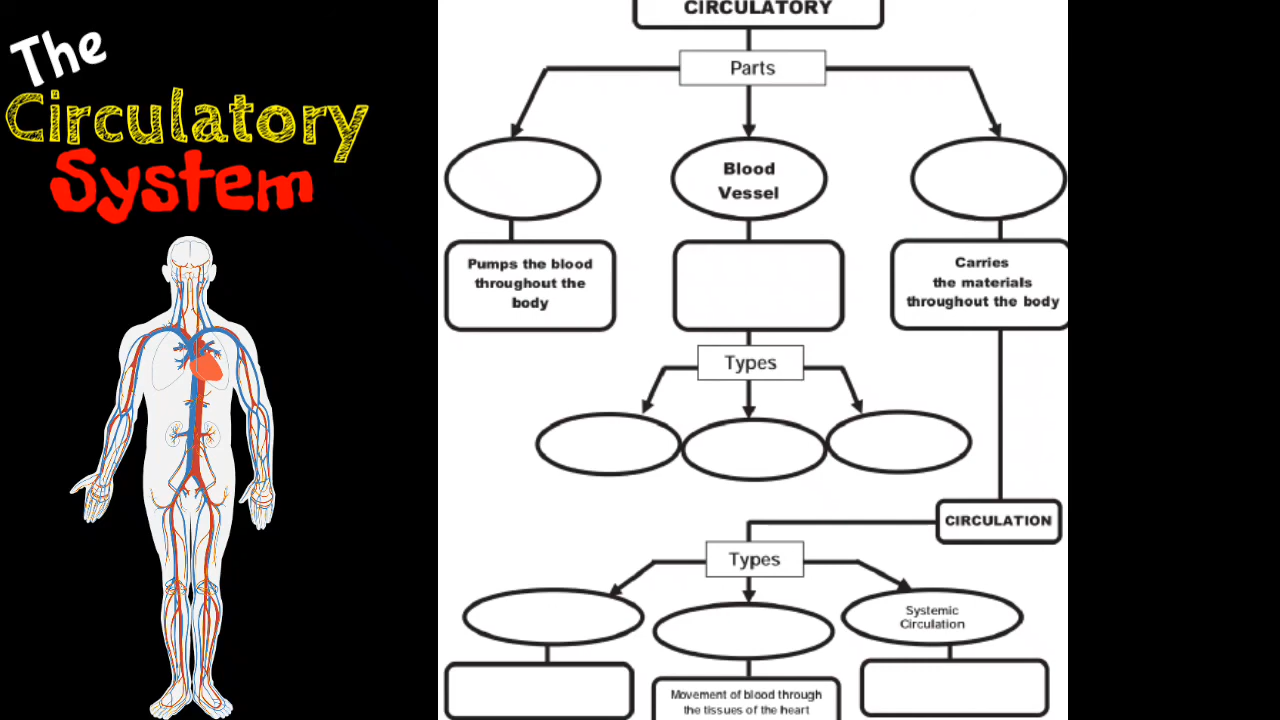 The
Circulatory
System
CIRCULATORY
Parts
Blood
Vessel
Pumps the blood
throughout the
body
Carries
the materials
throughout the body
Types
CIRCULATION
Types
Systemic
Circulation
Movement of blood through
the tissues of the heart